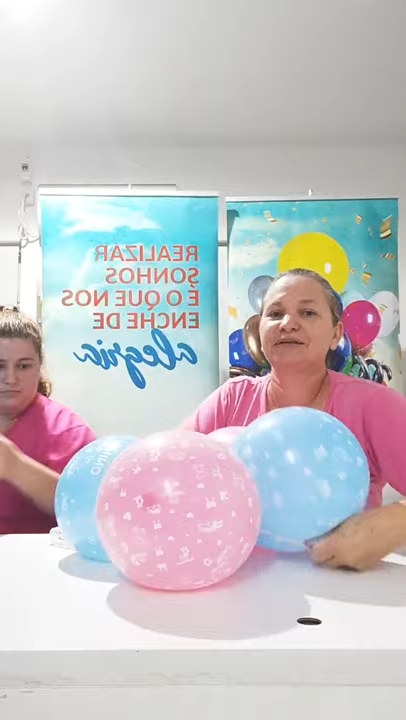 REALIZAR
SONHOS
É O QUE NOS
ENCHE DE
alegria